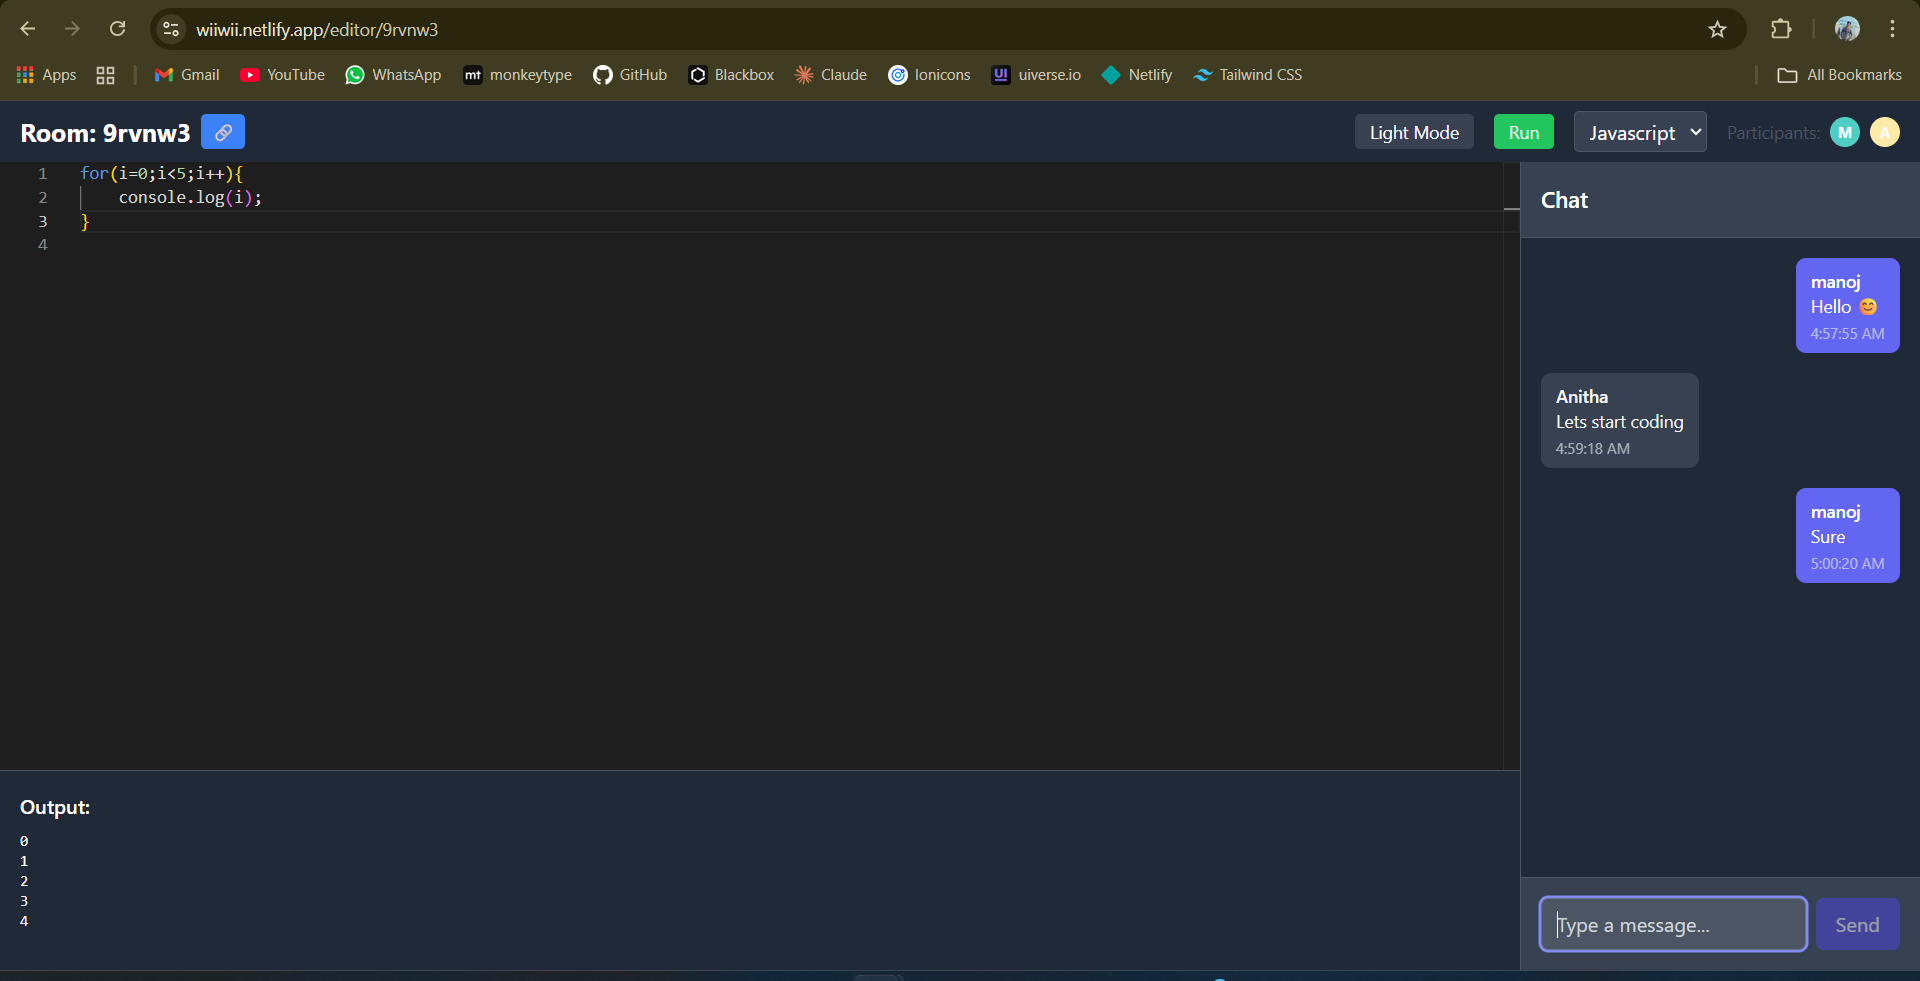 wiiwii.netlify.app/editor/9rvnw3
Apps Gmail YouTube WhatsApp mt monkeytype GitHub Blackbox Claude Ionicons UI uiverse.io Netlify Tailwind CSS All Bookmarks
Room: 9rvnw3 Light Mode Run Javascript Participants: M A
1 for(i=0;i<5;i++){
2 console.log(i);
3 }
4
Output:
0
1
2
3
4
Chat
manoj
Hello 😊
4:57:55 AM
Anitha
Lets start coding
4:59:18 AM
manoj
Sure
5:00:20 AM
Type a message...
Send